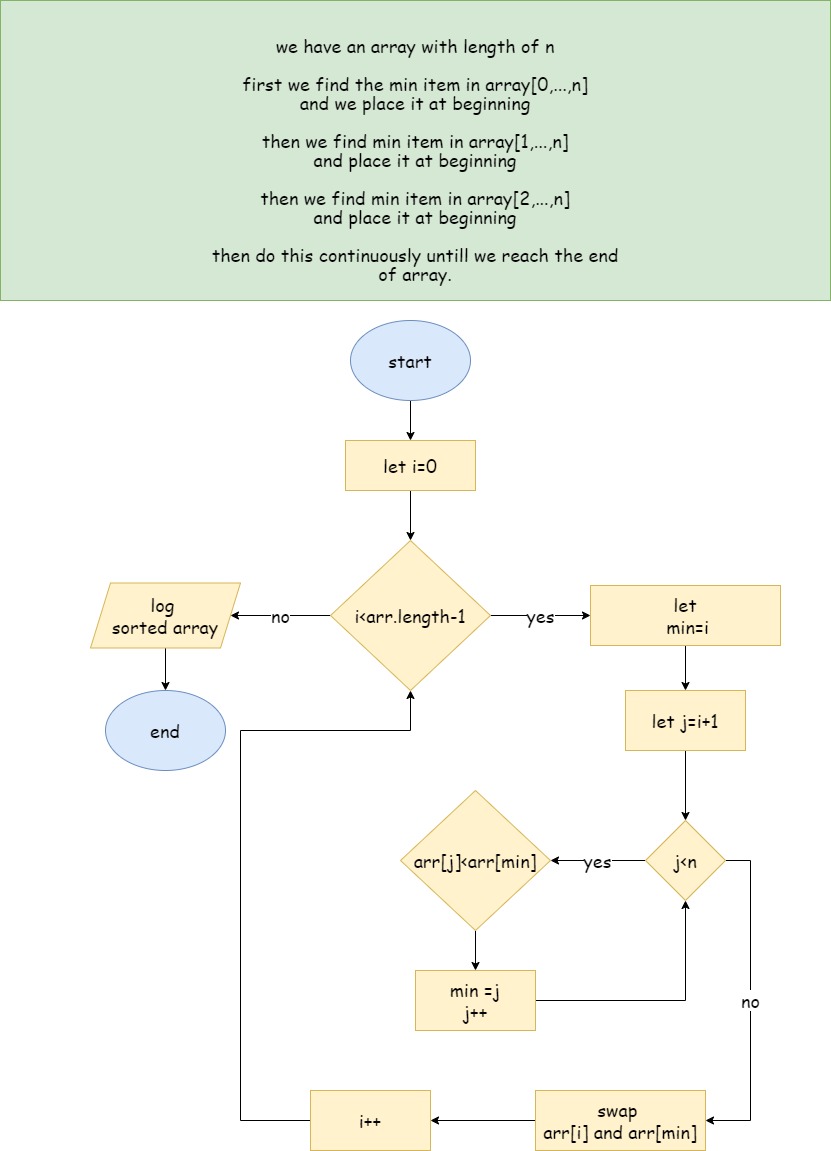 we have an array with length of n
first we find the min item in array[0,...,n]
and we place it at beginning
then we find min item in array[1,...,n]
and place it at beginning
then we find min item in array[2,...,n]
and place it at beginning
then do this continuously untill we reach the end
of array.
start
let i=0
i<arr.length-1
no
yes
log
sorted array
let
min=i
end
let j=i+1
arr[j]<arr[min]
yes
j<n
min =j
j++
no
i++
swap
arr[i] and arr[min]